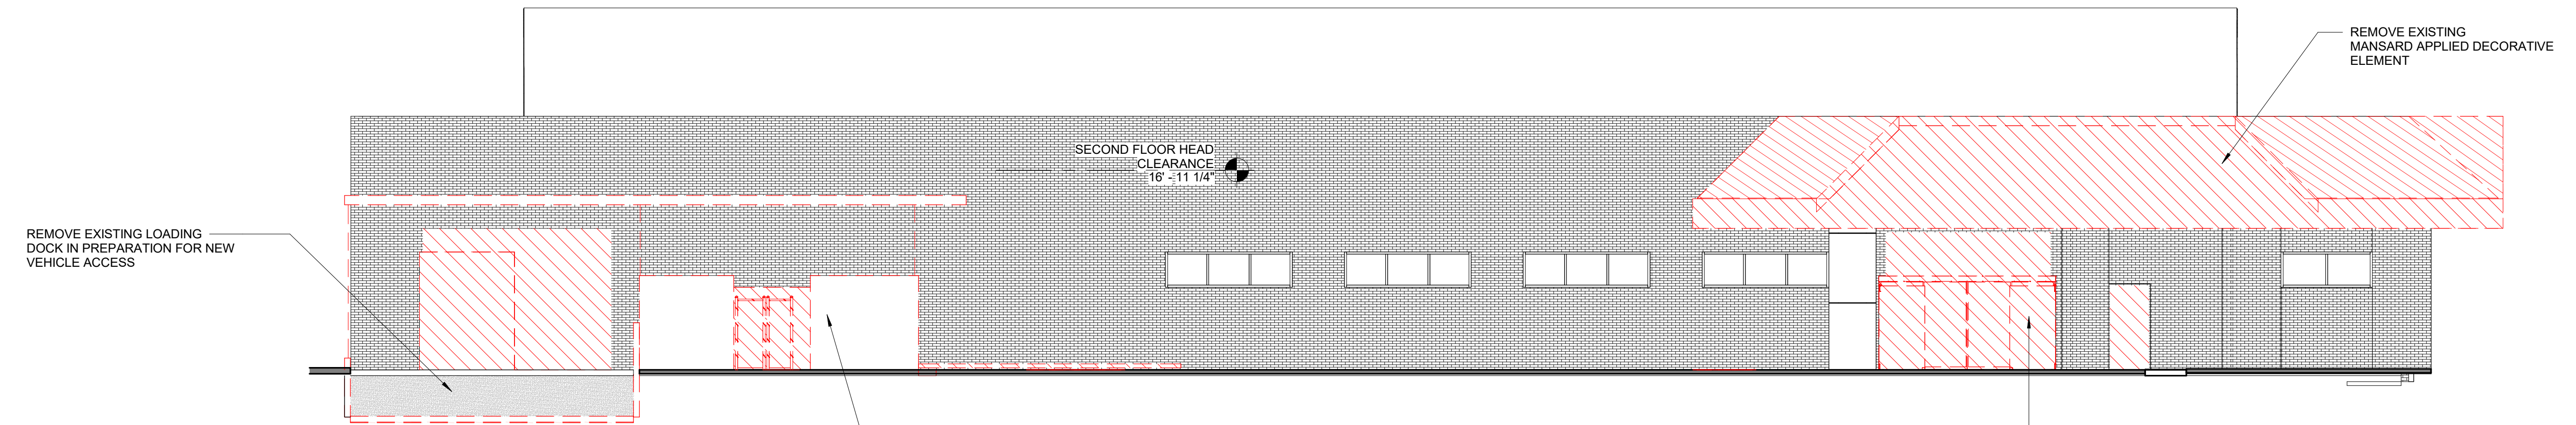 REMOVE EXISTING
MANSARD APPLIED DECORATIVE
ELEMENT
SECOND FLOOR HEAD
CLEARANCE
16' - 11 1/4"
REMOVE EXISTING LOADING
DOCK IN PREPARATION FOR NEW
VEHICLE ACCESS